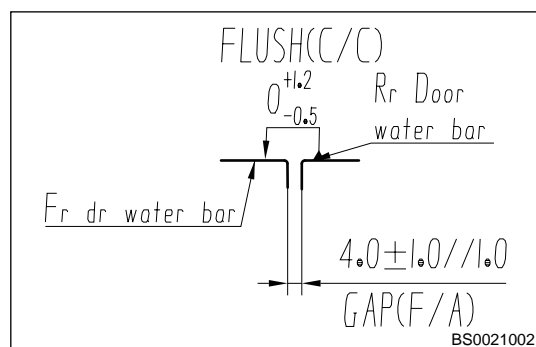 FLUSH(C/C)
0 +1.2 -0.5
Rr Door
water bar
Fr dr water bar
4.0±1.0//1.0
GAP(F/A)
BS0021002